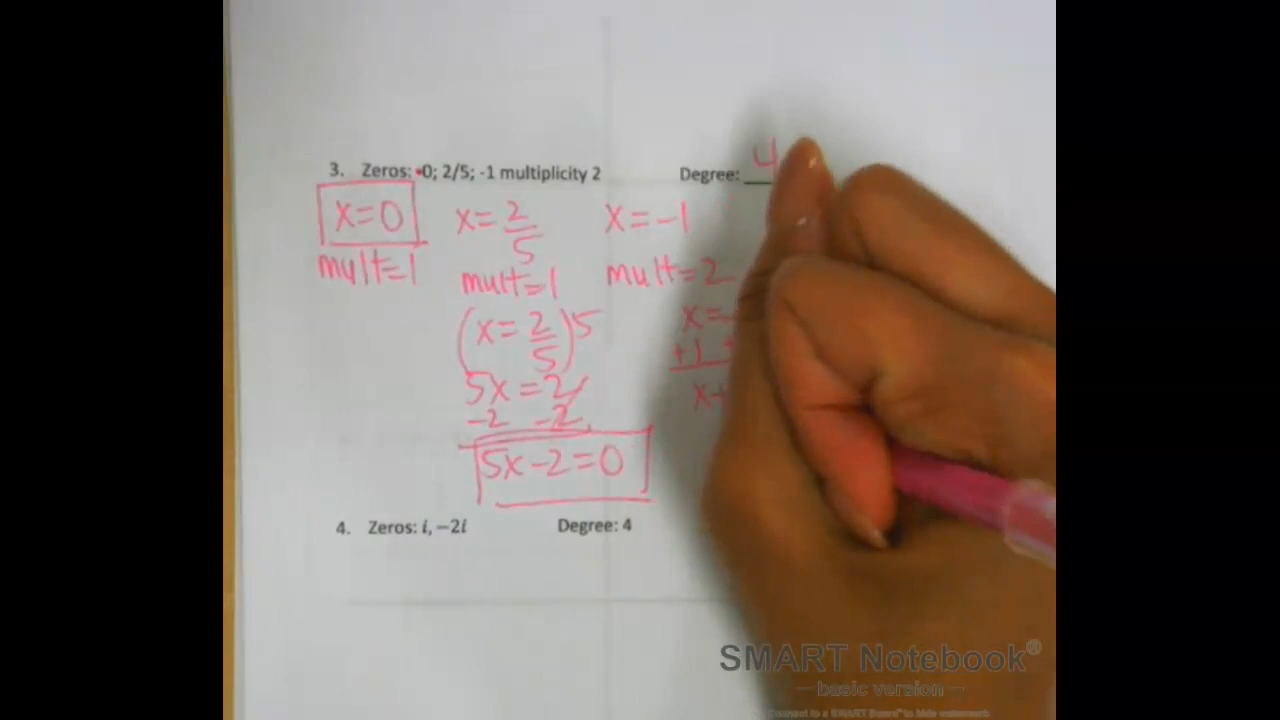 3. Zeros: 0; 2/5; -1 multiplicity 2 Degree: 4
x=0 x=2/5 x=-1
mult=1 mult=1 mult=2
(x=2/5)5 x=
5x=2 +1 +
-2 -2 x+
5x-2=0
4. Zeros: i, −2i Degree: 4
SMART Notebook®
— basic version —